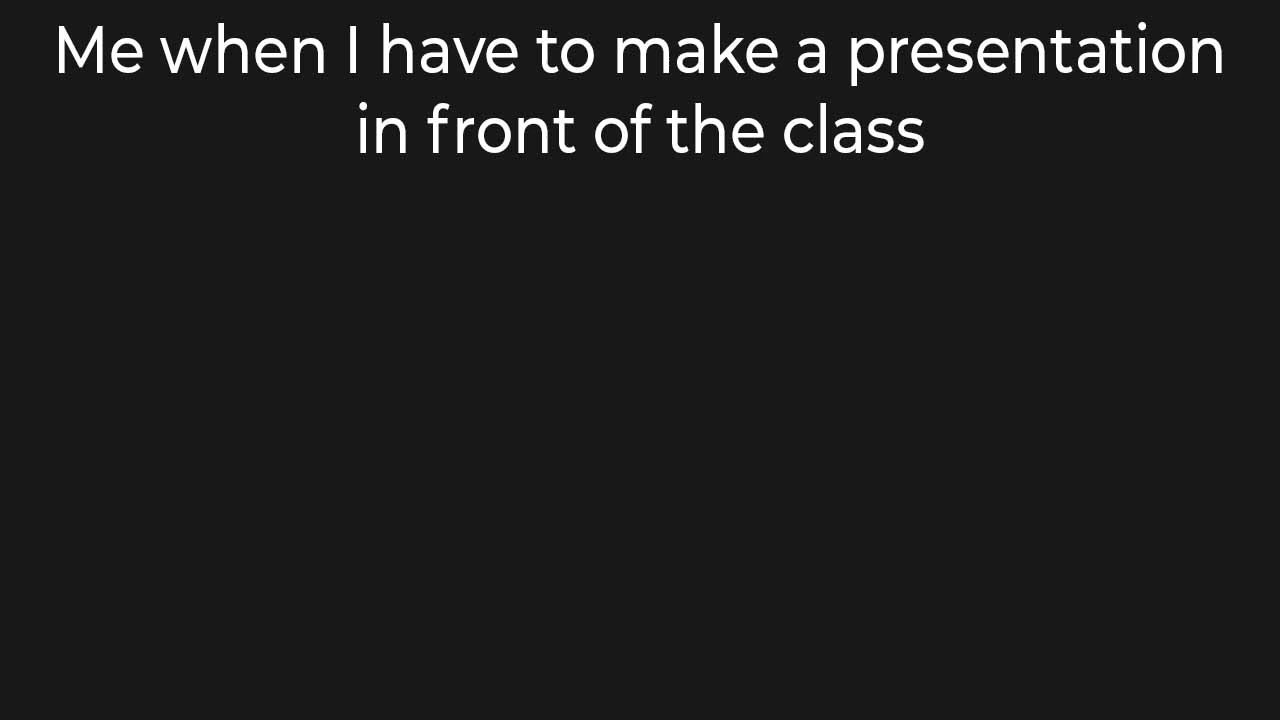 Me when I have to make a presentation
in front of the class